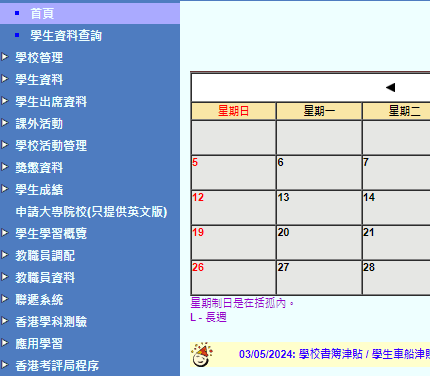 首頁
學生資料查詢
學校管理
學生資料
學生出席資料
課外活動
學校活動管理
獎懲資料
學生成績
申請大專院校(只提供英文版)
學生學習概覽
教職員調配
教職員資料
聯遞系統
香港學科測驗
應用學習
香港考評局程序
星期日 星期一 星期二
5 6 7
12 13 14
19 20 21
26 27 28
星期制日是在括孤內。
L - 長週
03/05/2024: 學校書簿津貼 / 學生車船津貼